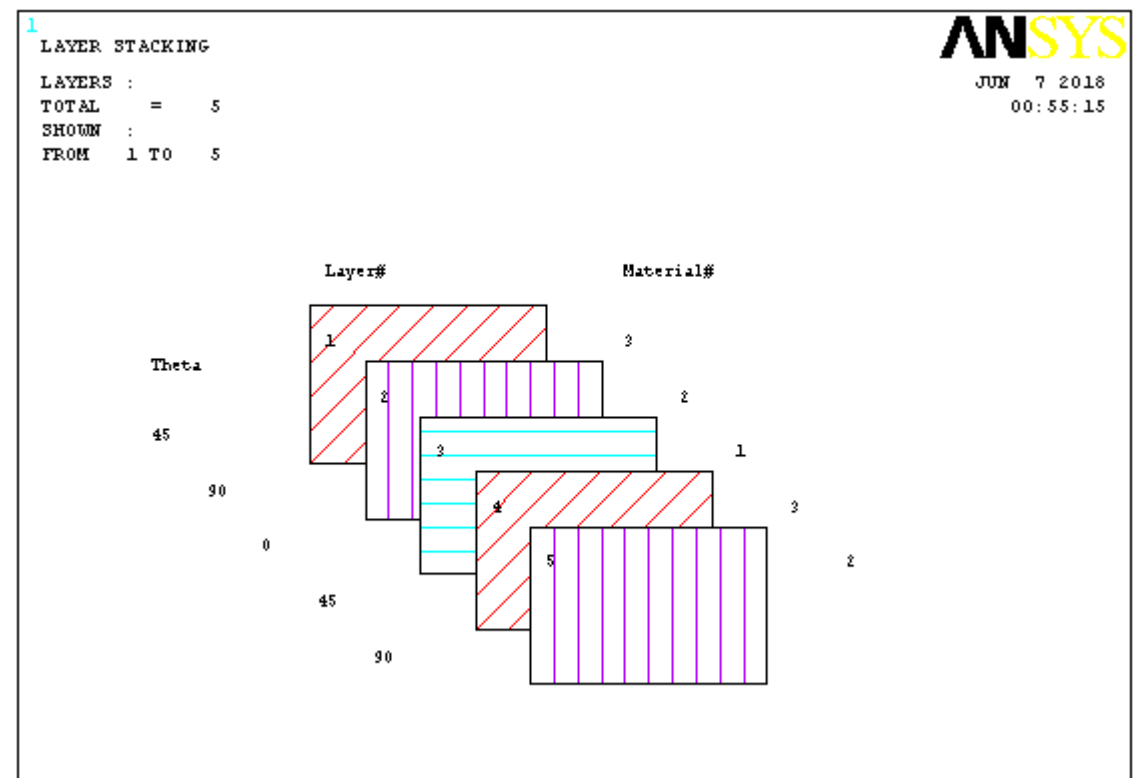 1
ANSYS
LAYER STACKING
LAYERS :
JUN 7 2018
TOTAL = 5
00:55:15
SHOWN :
FROM 1 TO 5
Layer# Material#
1 3
Theta
2 2
45
3 1
90
4 3
0
5 2
45
90